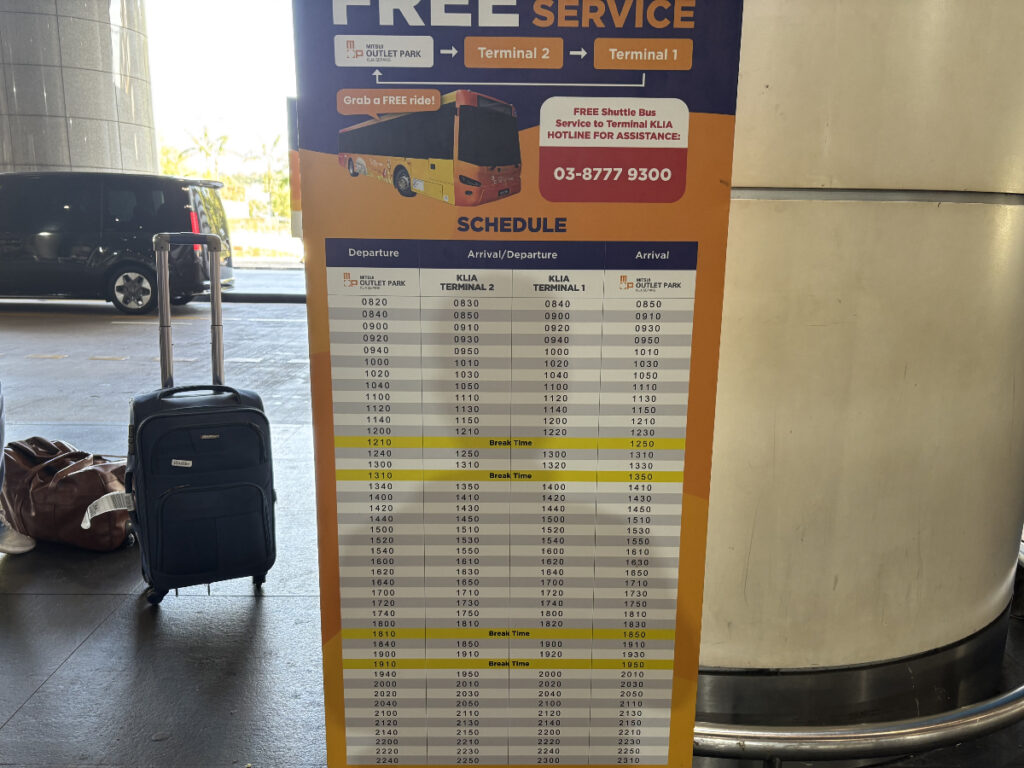 FREE SERVICE
MITSUI OUTLET PARK KLIA SEPANG → Terminal 2 → Terminal 1
Grab a FREE ride!
FREE Shuttle Bus
Service to Terminal KLIA
HOTLINE FOR ASSISTANCE:
03-8777 9300
SCHEDULE
Departure Arrival/Departure Arrival
MITSUI OUTLET PARK KLIA SEPANG KLIA TERMINAL 2 KLIA TERMINAL 1 MITSUI OUTLET PARK KLIA SEPANG
0820 0830 0840 0850
0840 0850 0900 0910
0900 0910 0920 0930
0920 0930 0940 0950
0940 0950 1000 1010
1000 1010 1020 1030
1020 1030 1040 1050
1040 1050 1100 1110
1100 1110 1120 1130
1120 1130 1140 1150
1140 1150 1200 1210
1200 1210 1220 1230
1210 Break Time 1250
1240 1250 1300 1310
1300 1310 1320 1330
1310 Break Time 1350
1340 1350 1400 1410
1400 1410 1420 1430
1420 1430 1440 1450
1440 1450 1500 1510
1500 1510 1520 1530
1520 1530 1540 1550
1540 1550 1600 1610
1600 1610 1620 1630
1620 1830 1640 1650
1640 1650 1700 1710
1700 1710 1720 1730
1720 1730 1740 1750
1740 1750 1800 1810
1800 1810 1820 1830
1810 Break Time 1850
1840 1850 1900 1910
1900 1910 1920 1930
1910 Break Time 1950
1940 1950 2000 2010
2000 2010 2020 2030
2020 2030 2040 2050
2040 2050 2100 2110
2100 2110 2120 2130
2120 2130 2140 2150
2140 2150 2200 2210
2200 2210 2220 2230
2220 2230 2240 2250
2240 2250 2300 2310